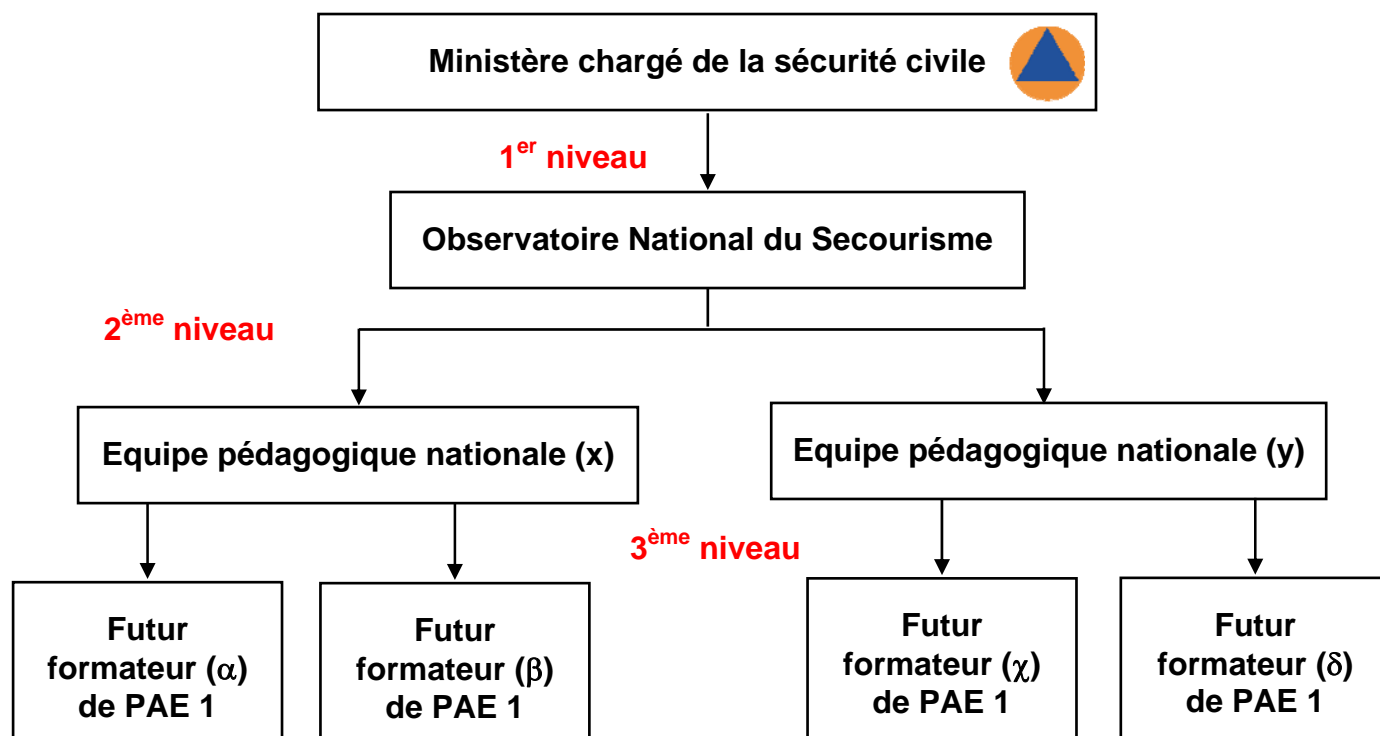 Ministère chargé de la sécurité civile
1er niveau
Observatoire National du Secourisme
2ème niveau
Equipe pédagogique nationale (x)
Equipe pédagogique nationale (y)
3ème niveau
Futur
formateur (α)
de PAE 1
Futur
formateur (β)
de PAE 1
Futur
formateur (χ)
de PAE 1
Futur
formateur (δ)
de PAE 1